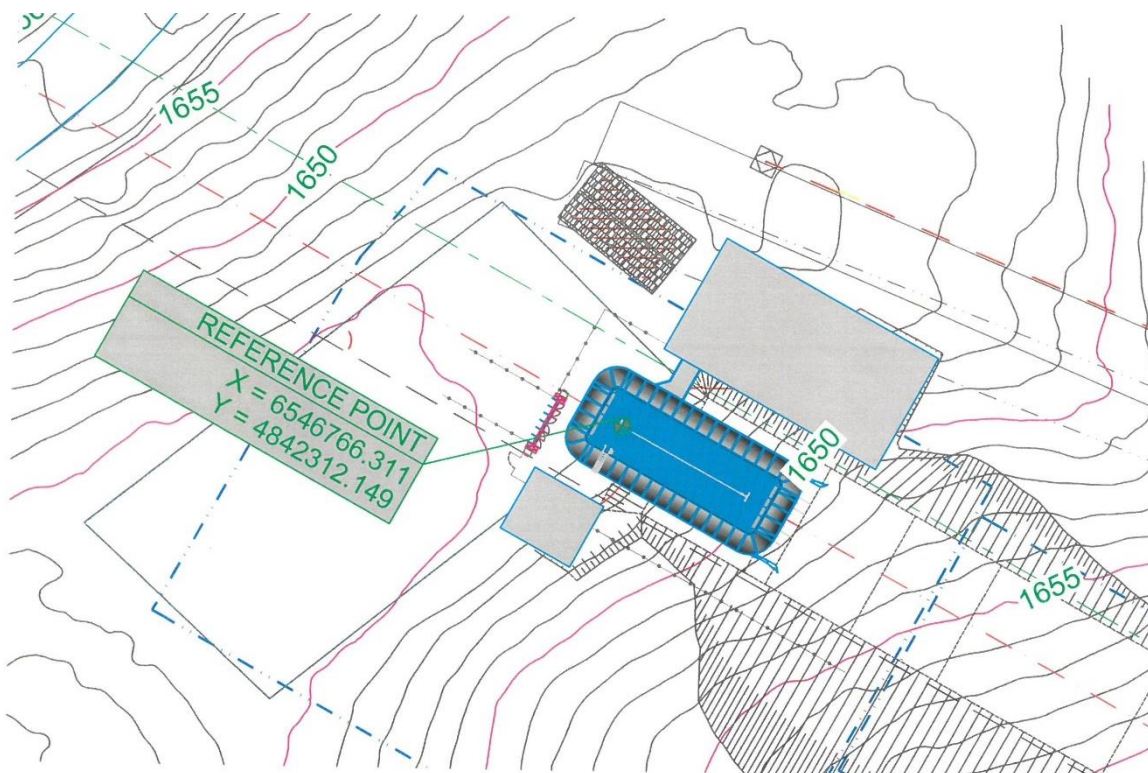 1655
1650
REFERENCE POINT
X = 6546766.311
Y = 4842312.149
1650
1655